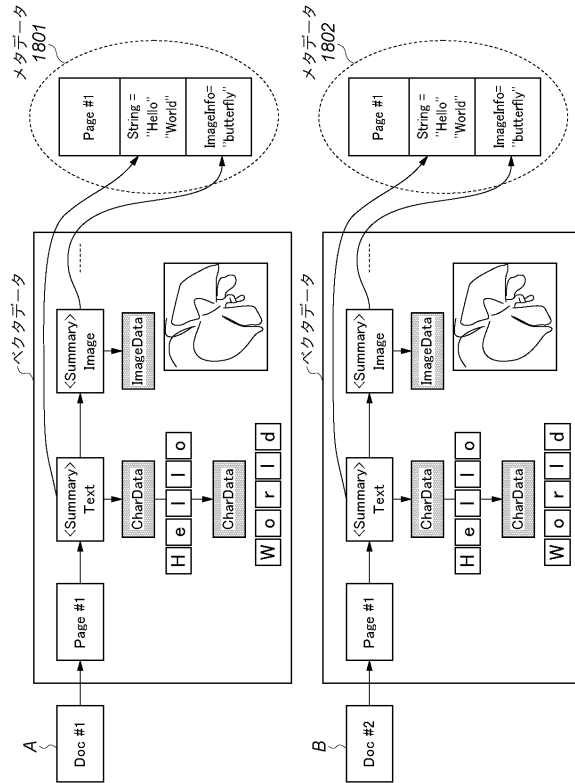 A
Doc #1
ベクタデータ
Page #1
<Summary>
Text
CharData
H e l l o
CharData
W o r l d
<Summary>
Image
ImageData
メタデータ
1801
Page #1
String =
"Hello"
"World"
ImageInfo=
"butterfly"
B
Doc #2
ベクタデータ
Page #1
<Summary>
Text
CharData
H e l l o
CharData
W o r l d
<Summary>
Image
ImageData
メタデータ
1802
Page #1
String =
"Hello"
"World"
ImageInfo=
"butterfly"